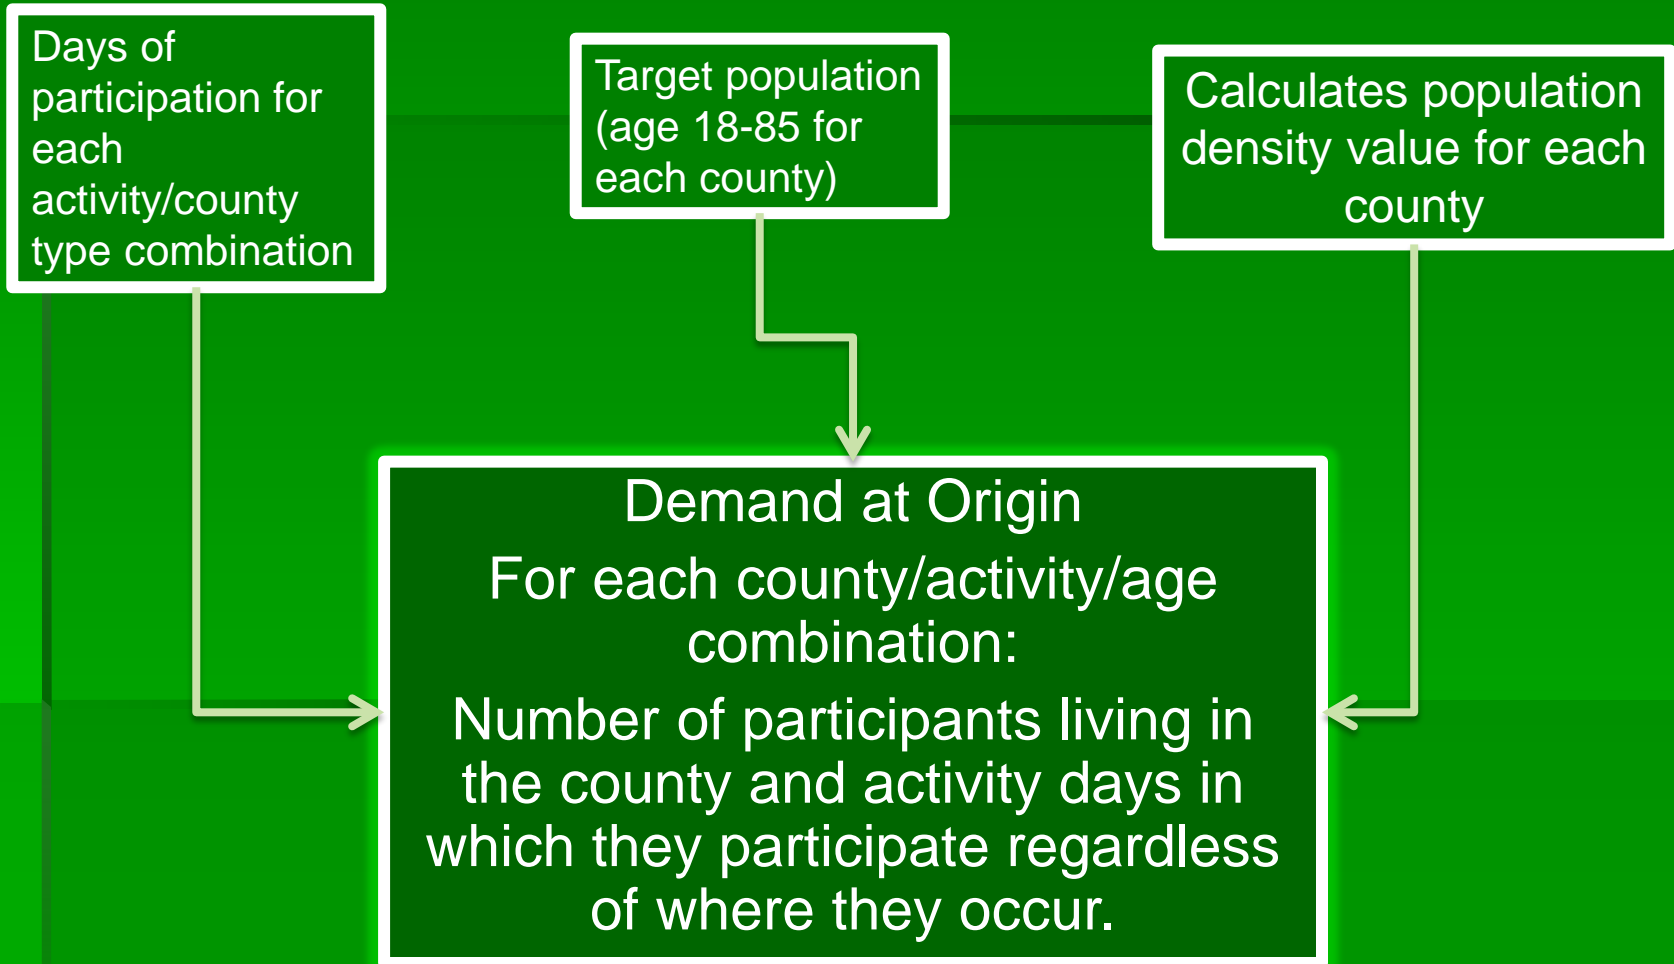 Days of
participation for
each
activity/county
type combination
Target population
(age 18-85 for
each county)
Calculates population
density value for each
county
Demand at Origin
For each county/activity/age
combination:
Number of participants living in
the county and activity days in
which they participate regardless
of where they occur.